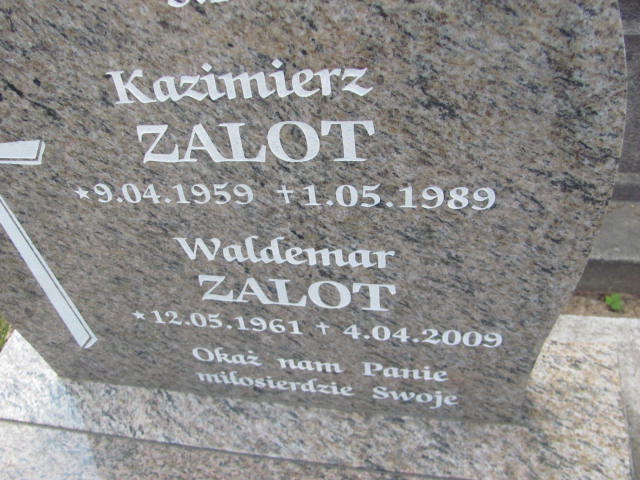 Kazimierz
ZALOT
*9.04.1959 †1.05.1989
Waldemar
ZALOT
*12.05.1961 † 4.04.2009
Okaż nam Panie
miłosierdzie Swoje